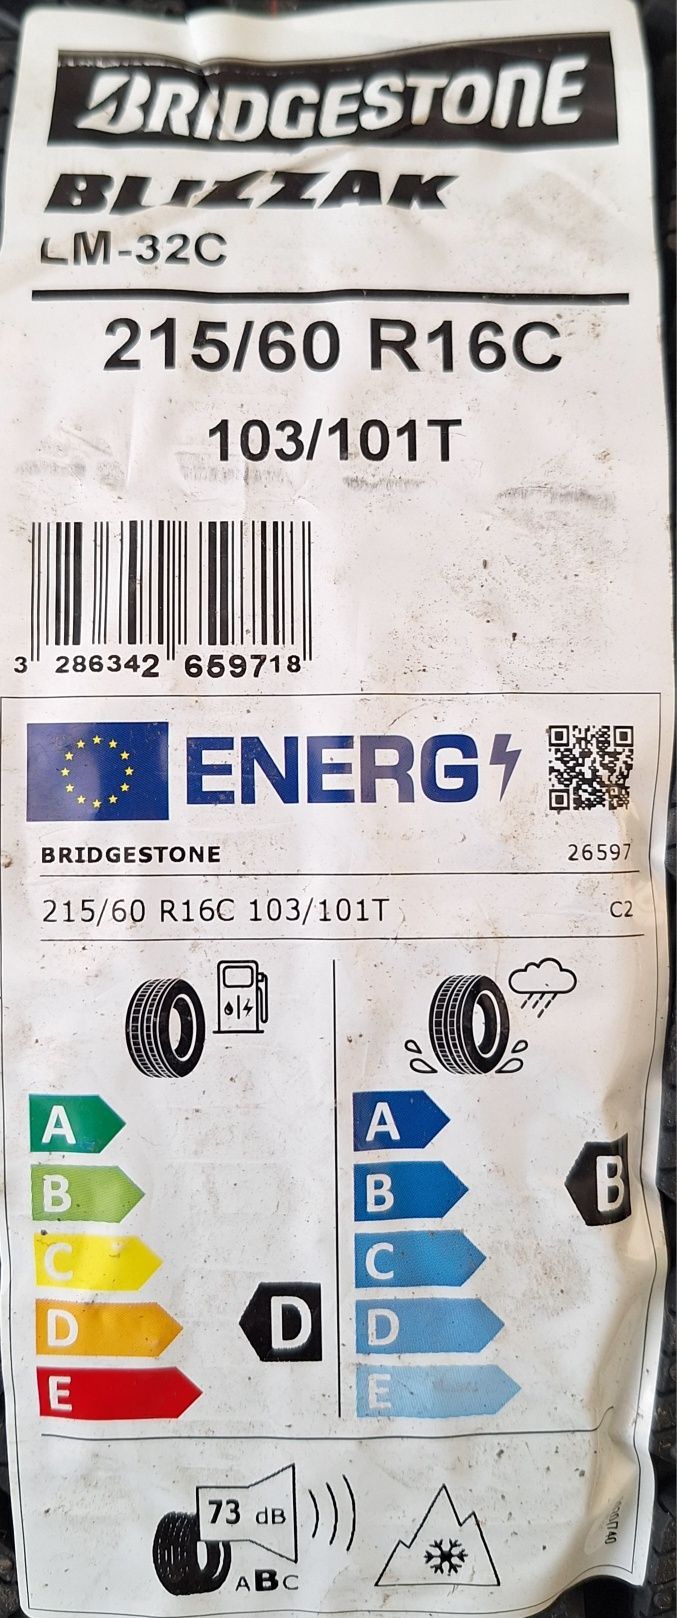 BRIDGESTONE
BLIZZAK
LM-32C
215/60 R16C
103/101T
3 286342 659718
ENERG
BRIDGESTONE 26597
215/60 R16C 103/101T C2
A A
B B B
C C
D D D
E E
73 dB
ABC